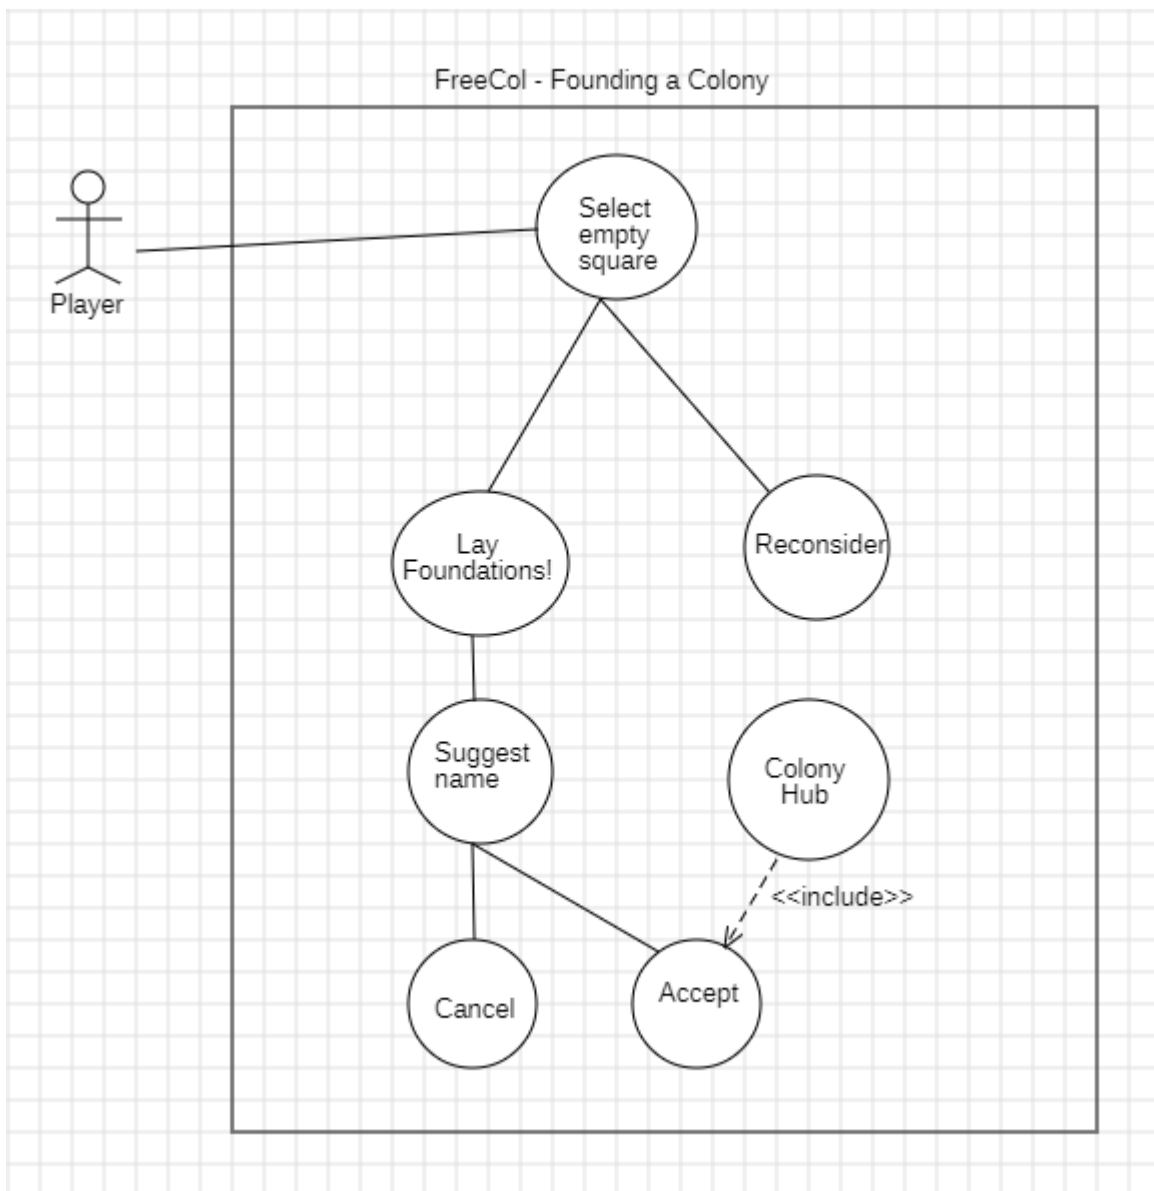 FreeCol - Founding a Colony
Select
empty
square
Player
Lay
Foundations!
Reconsider
Suggest
name
Colony
Hub
<<include>>
Cancel
Accept